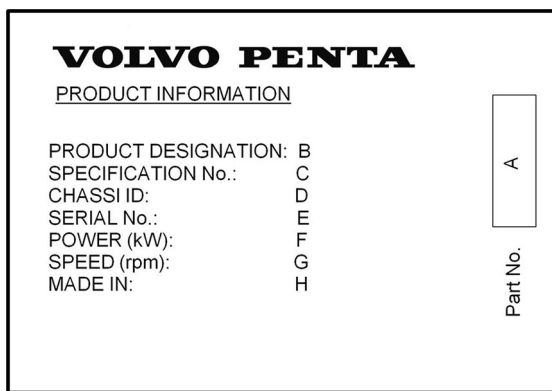 VOLVO PENTA
PRODUCT INFORMATION
PRODUCT DESIGNATION: B
SPECIFICATION No.: C
CHASSI ID: D
SERIAL No.: E
POWER (kW): F
SPEED (rpm): G
MADE IN: H
A
Part No.